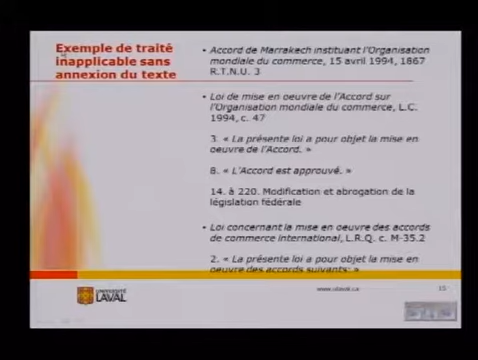 Exemple de traité
inapplicable sans
annexion du texte
• Accord de Marrakech instituant l'Organisation
mondiale du commerce, 15 avril 1994, 1867
R.T.N.U. 3
• Loi de mise en oeuvre de l'Accord sur
l'Organisation mondiale du commerce, L.C.
1994, c. 47
3. « La présente loi a pour objet la mise en
oeuvre de l'Accord. »
8. « L'Accord est approuvé. »
14. à 220. Modification et abrogation de la
législation fédérale
• Loi concernant la mise en oeuvre des accords
de commerce international, L.R.Q. c. M-35.2
2. « La présente loi a pour objet la mise en
oeuvre des accords suivants: »
UNIVERSITÉ
LAVAL
www.ulaval.ca
15